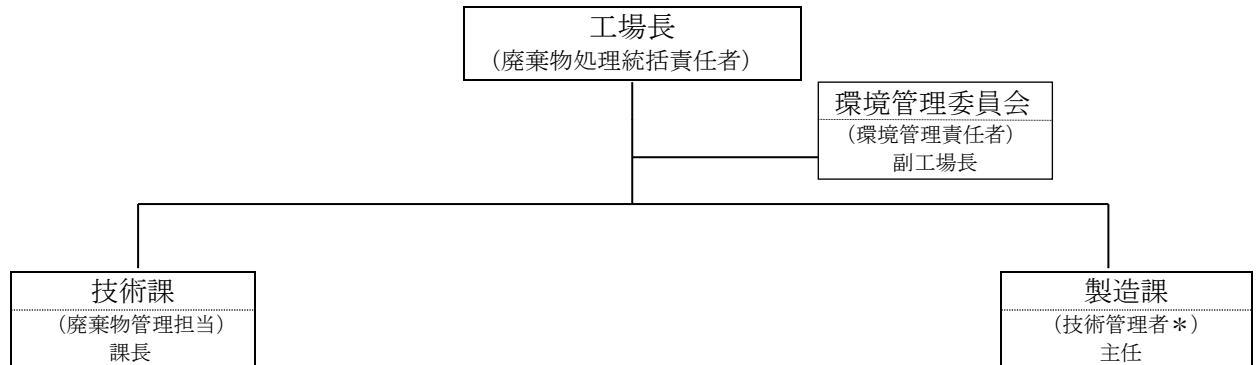 工場長
（廃棄物処理統括責任者）
環境管理委員会
（環境管理責任者）
副工場長
技術課
（廃棄物管理担当）
課長
製造課
（技術管理者＊）
主任